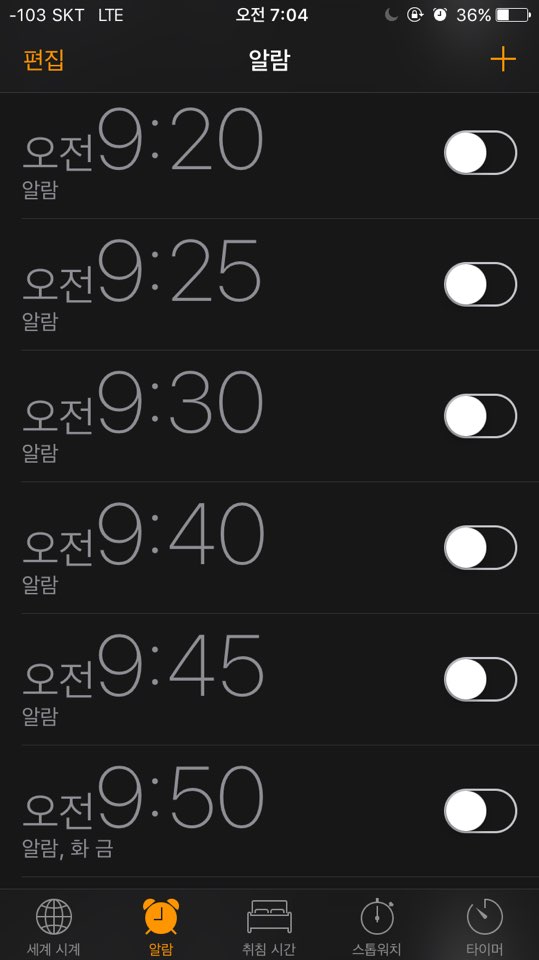 -103 SKT LTE 오전 7:04 36%
편집 알람
오전9:20
알람
오전9:25
알람
오전9:30
알람
오전9:40
알람
오전9:45
알람
오전9:50
알람, 화 금
세계 시계 알람 취침 시간 스톱워치 타이머